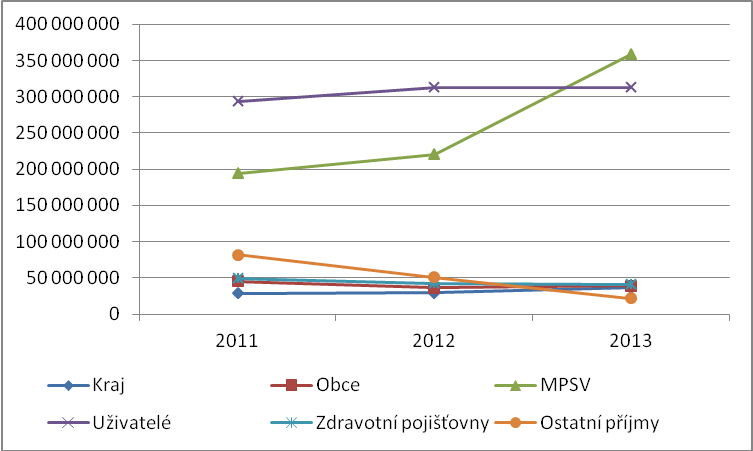 400 000 000
350 000 000
300 000 000
250 000 000
200 000 000
150 000 000
100 000 000
50 000 000
0
2011 2012 2013
Kraj Obce MPSV
Uživatelé Zdravotní pojišťovny Ostatní příjmy